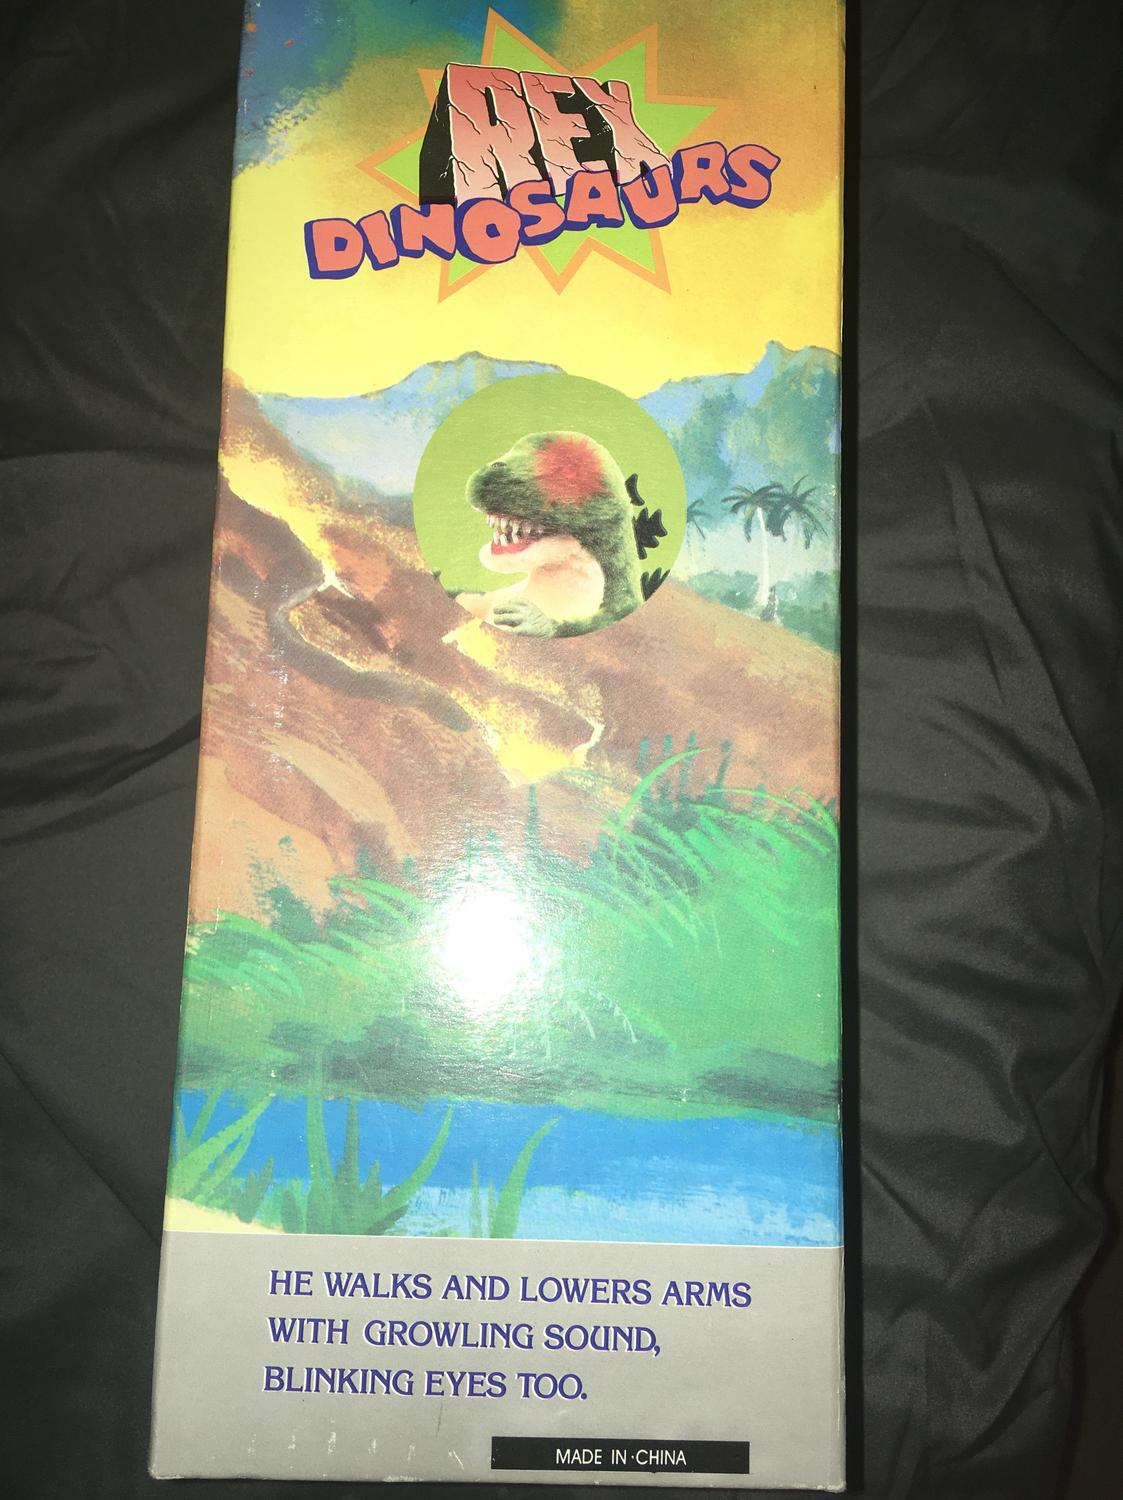 REX
DINOSAURS
HE WALKS AND LOWERS ARMS
WITH GROWLING SOUND,
BLINKING EYES TOO.
MADE IN·CHINA